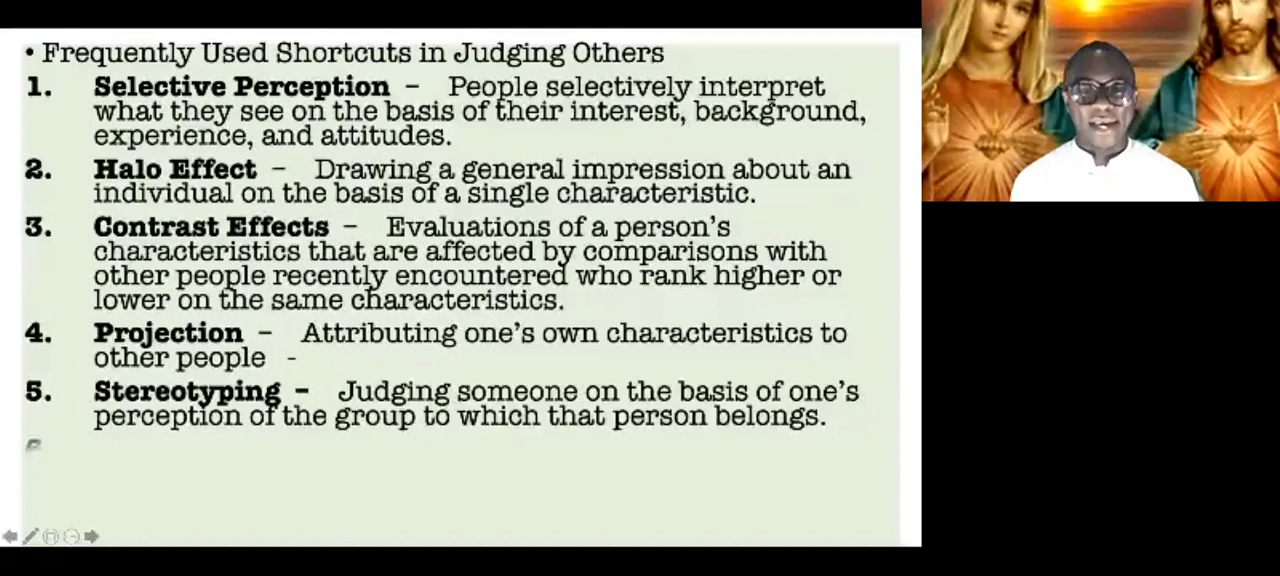 • Frequently Used Shortcuts in Judging Others
1. Selective Perception – People selectively interpret
what they see on the basis of their interest, background,
experience, and attitudes.
2. Halo Effect – Drawing a general impression about an
individual on the basis of a single characteristic.
3. Contrast Effects – Evaluations of a person's
characteristics that are affected by comparisons with
other people recently encountered who rank higher or
lower on the same characteristics.
4. Projection – Attributing one's own characteristics to
other people -
5. Stereotyping – Judging someone on the basis of one's
perception of the group to which that person belongs.